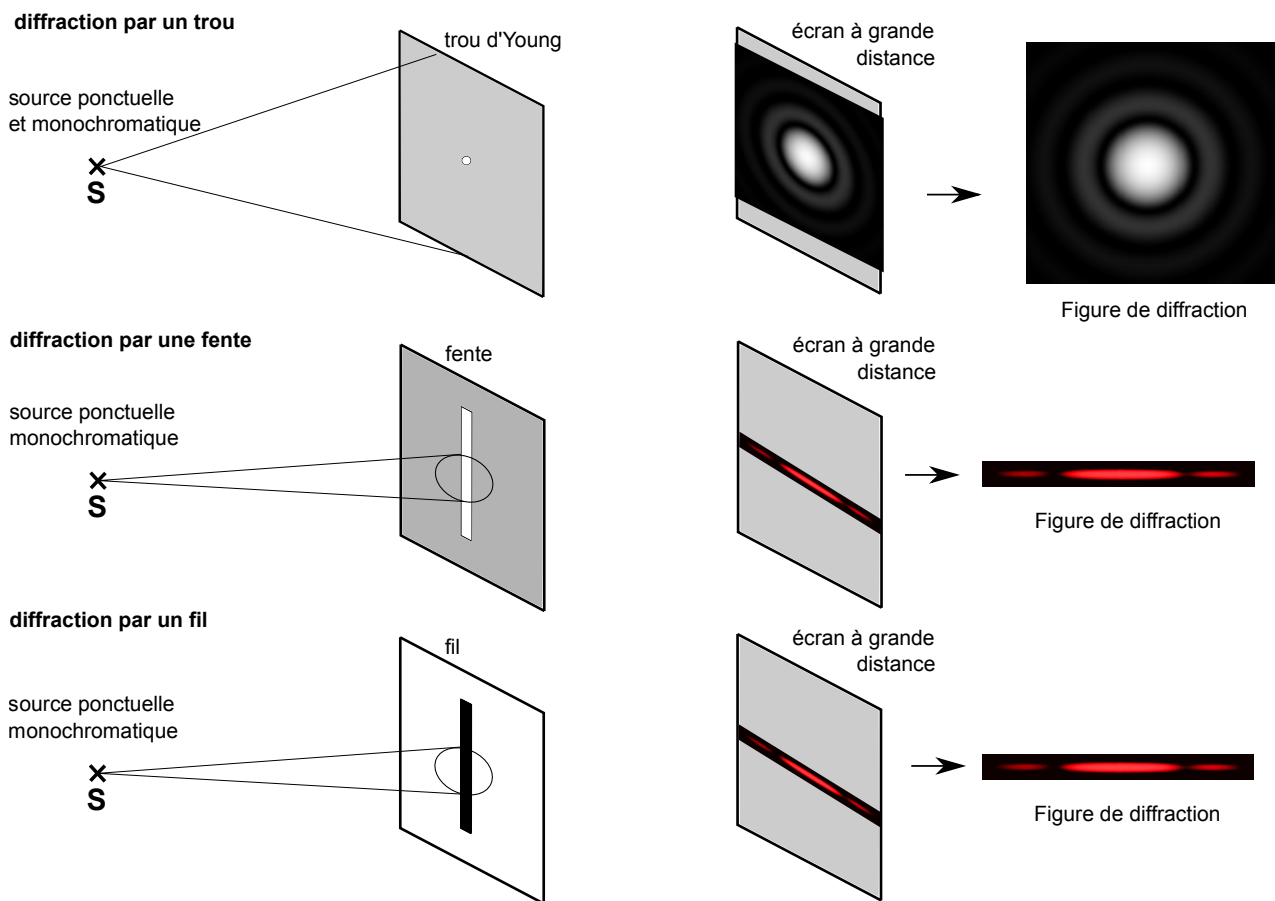 diffraction par un trou
trou d'Young
écran à grande
distance
source ponctuelle
et monochromatique
S
Figure de diffraction
diffraction par une fente
fente
écran à grande
distance
source ponctuelle
monochromatique
S
Figure de diffraction
diffraction par un fil
fil
écran à grande
distance
source ponctuelle
monochromatique
S
Figure de diffraction